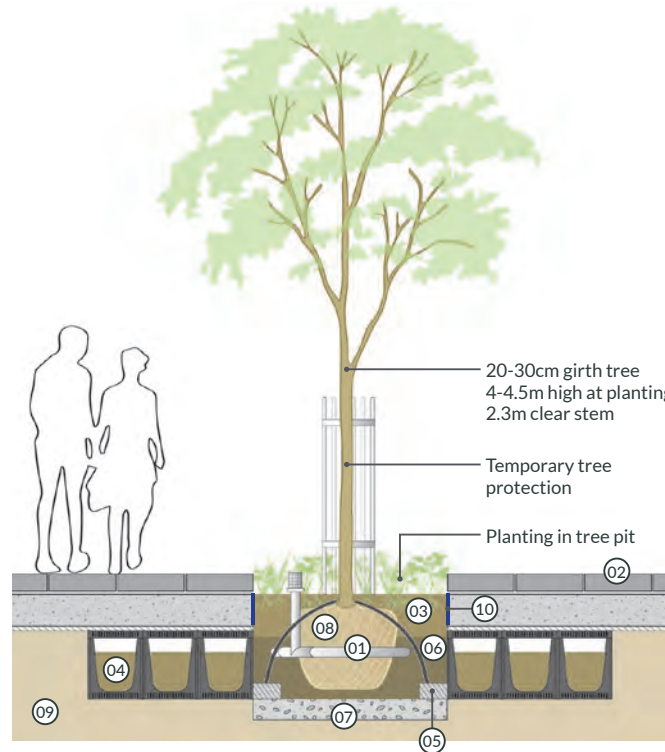 20-30cm girth tree
4-4.5m high at planting
2.3m clear stem
Temporary tree
protection
Planting in tree pit
02
03
10
08
01
06
04
09
07
05